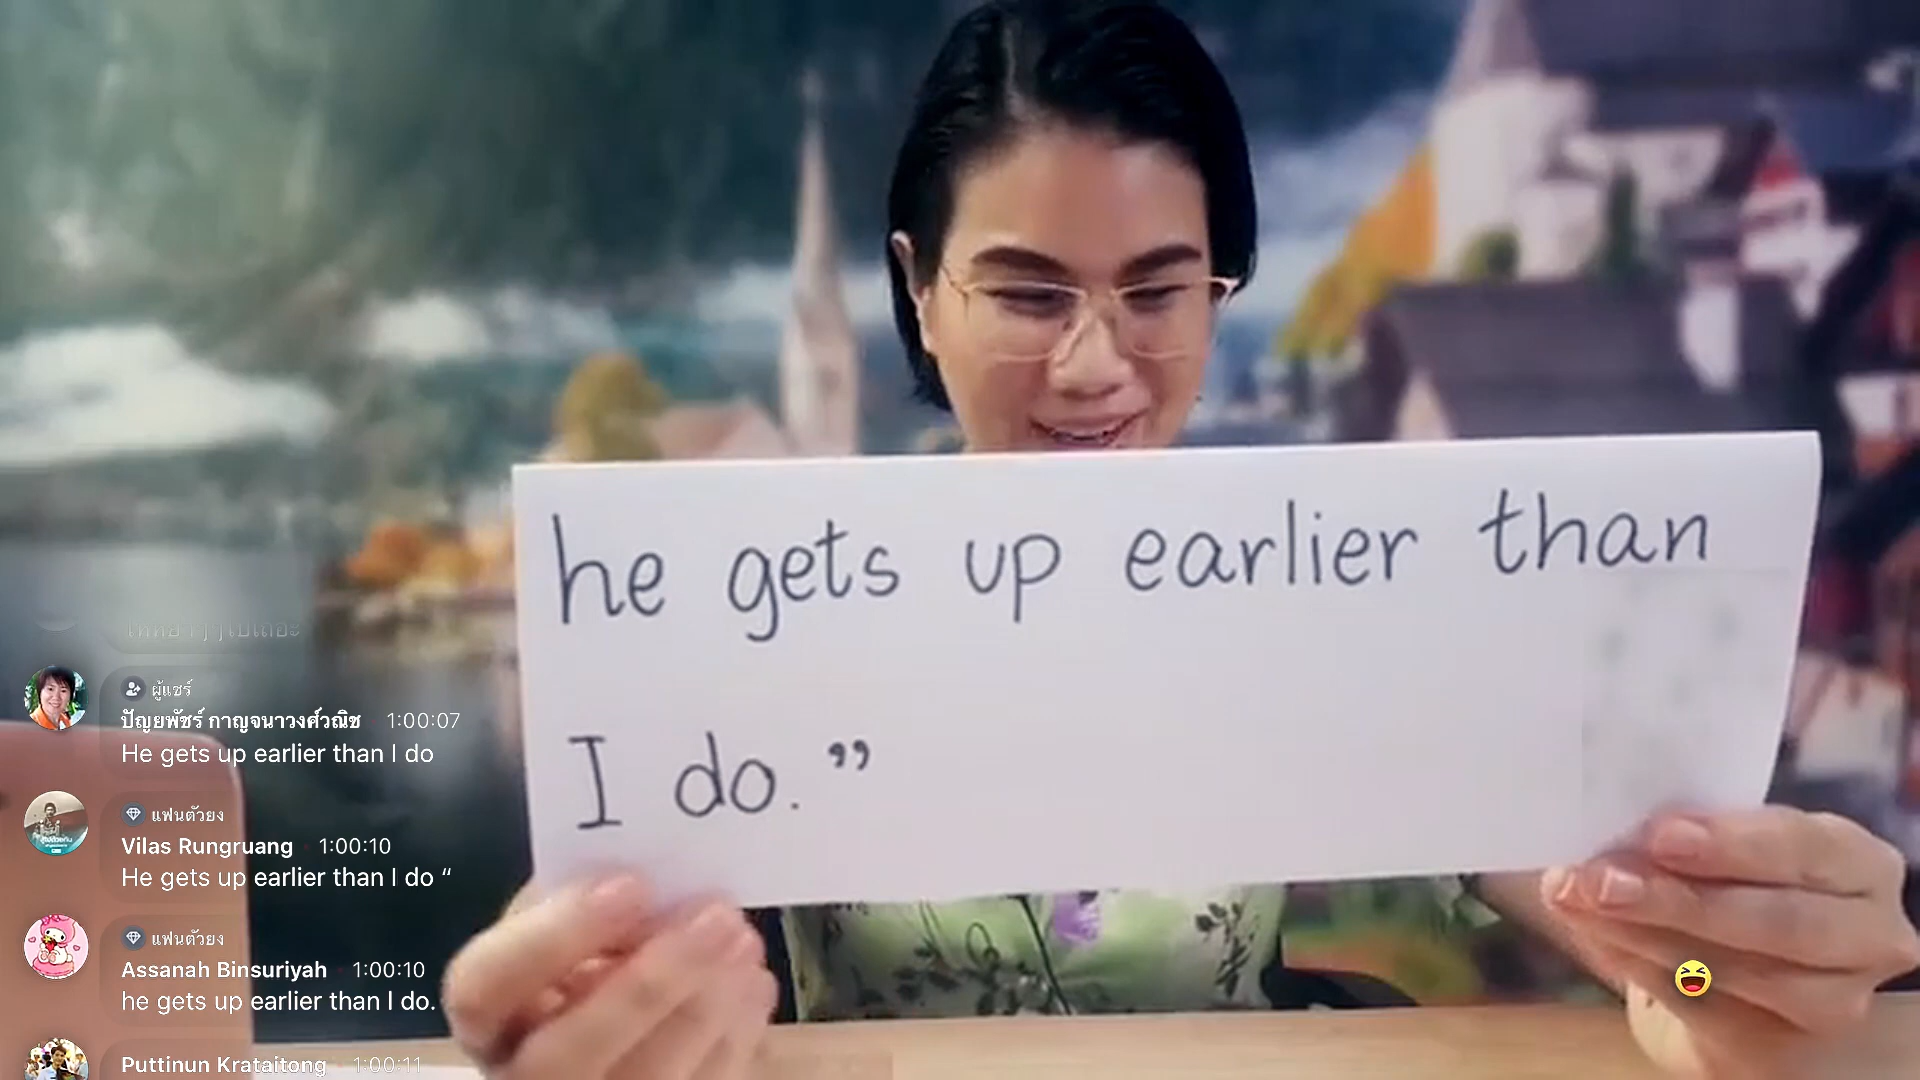 he gets up earlier than
I do.”
ผู้แชร์
ปัญยพัชร์ กาญจนาวงศ์วณิช · 1:00:07
He gets up earlier than I do
แฟนตัวยง
Vilas Rungruang · 1:00:10
He gets up earlier than I do “
แฟนตัวยง
Assanah Binsuriyah · 1:00:10
he gets up earlier than I do.
Puttinun Krataitong · 1:00:11